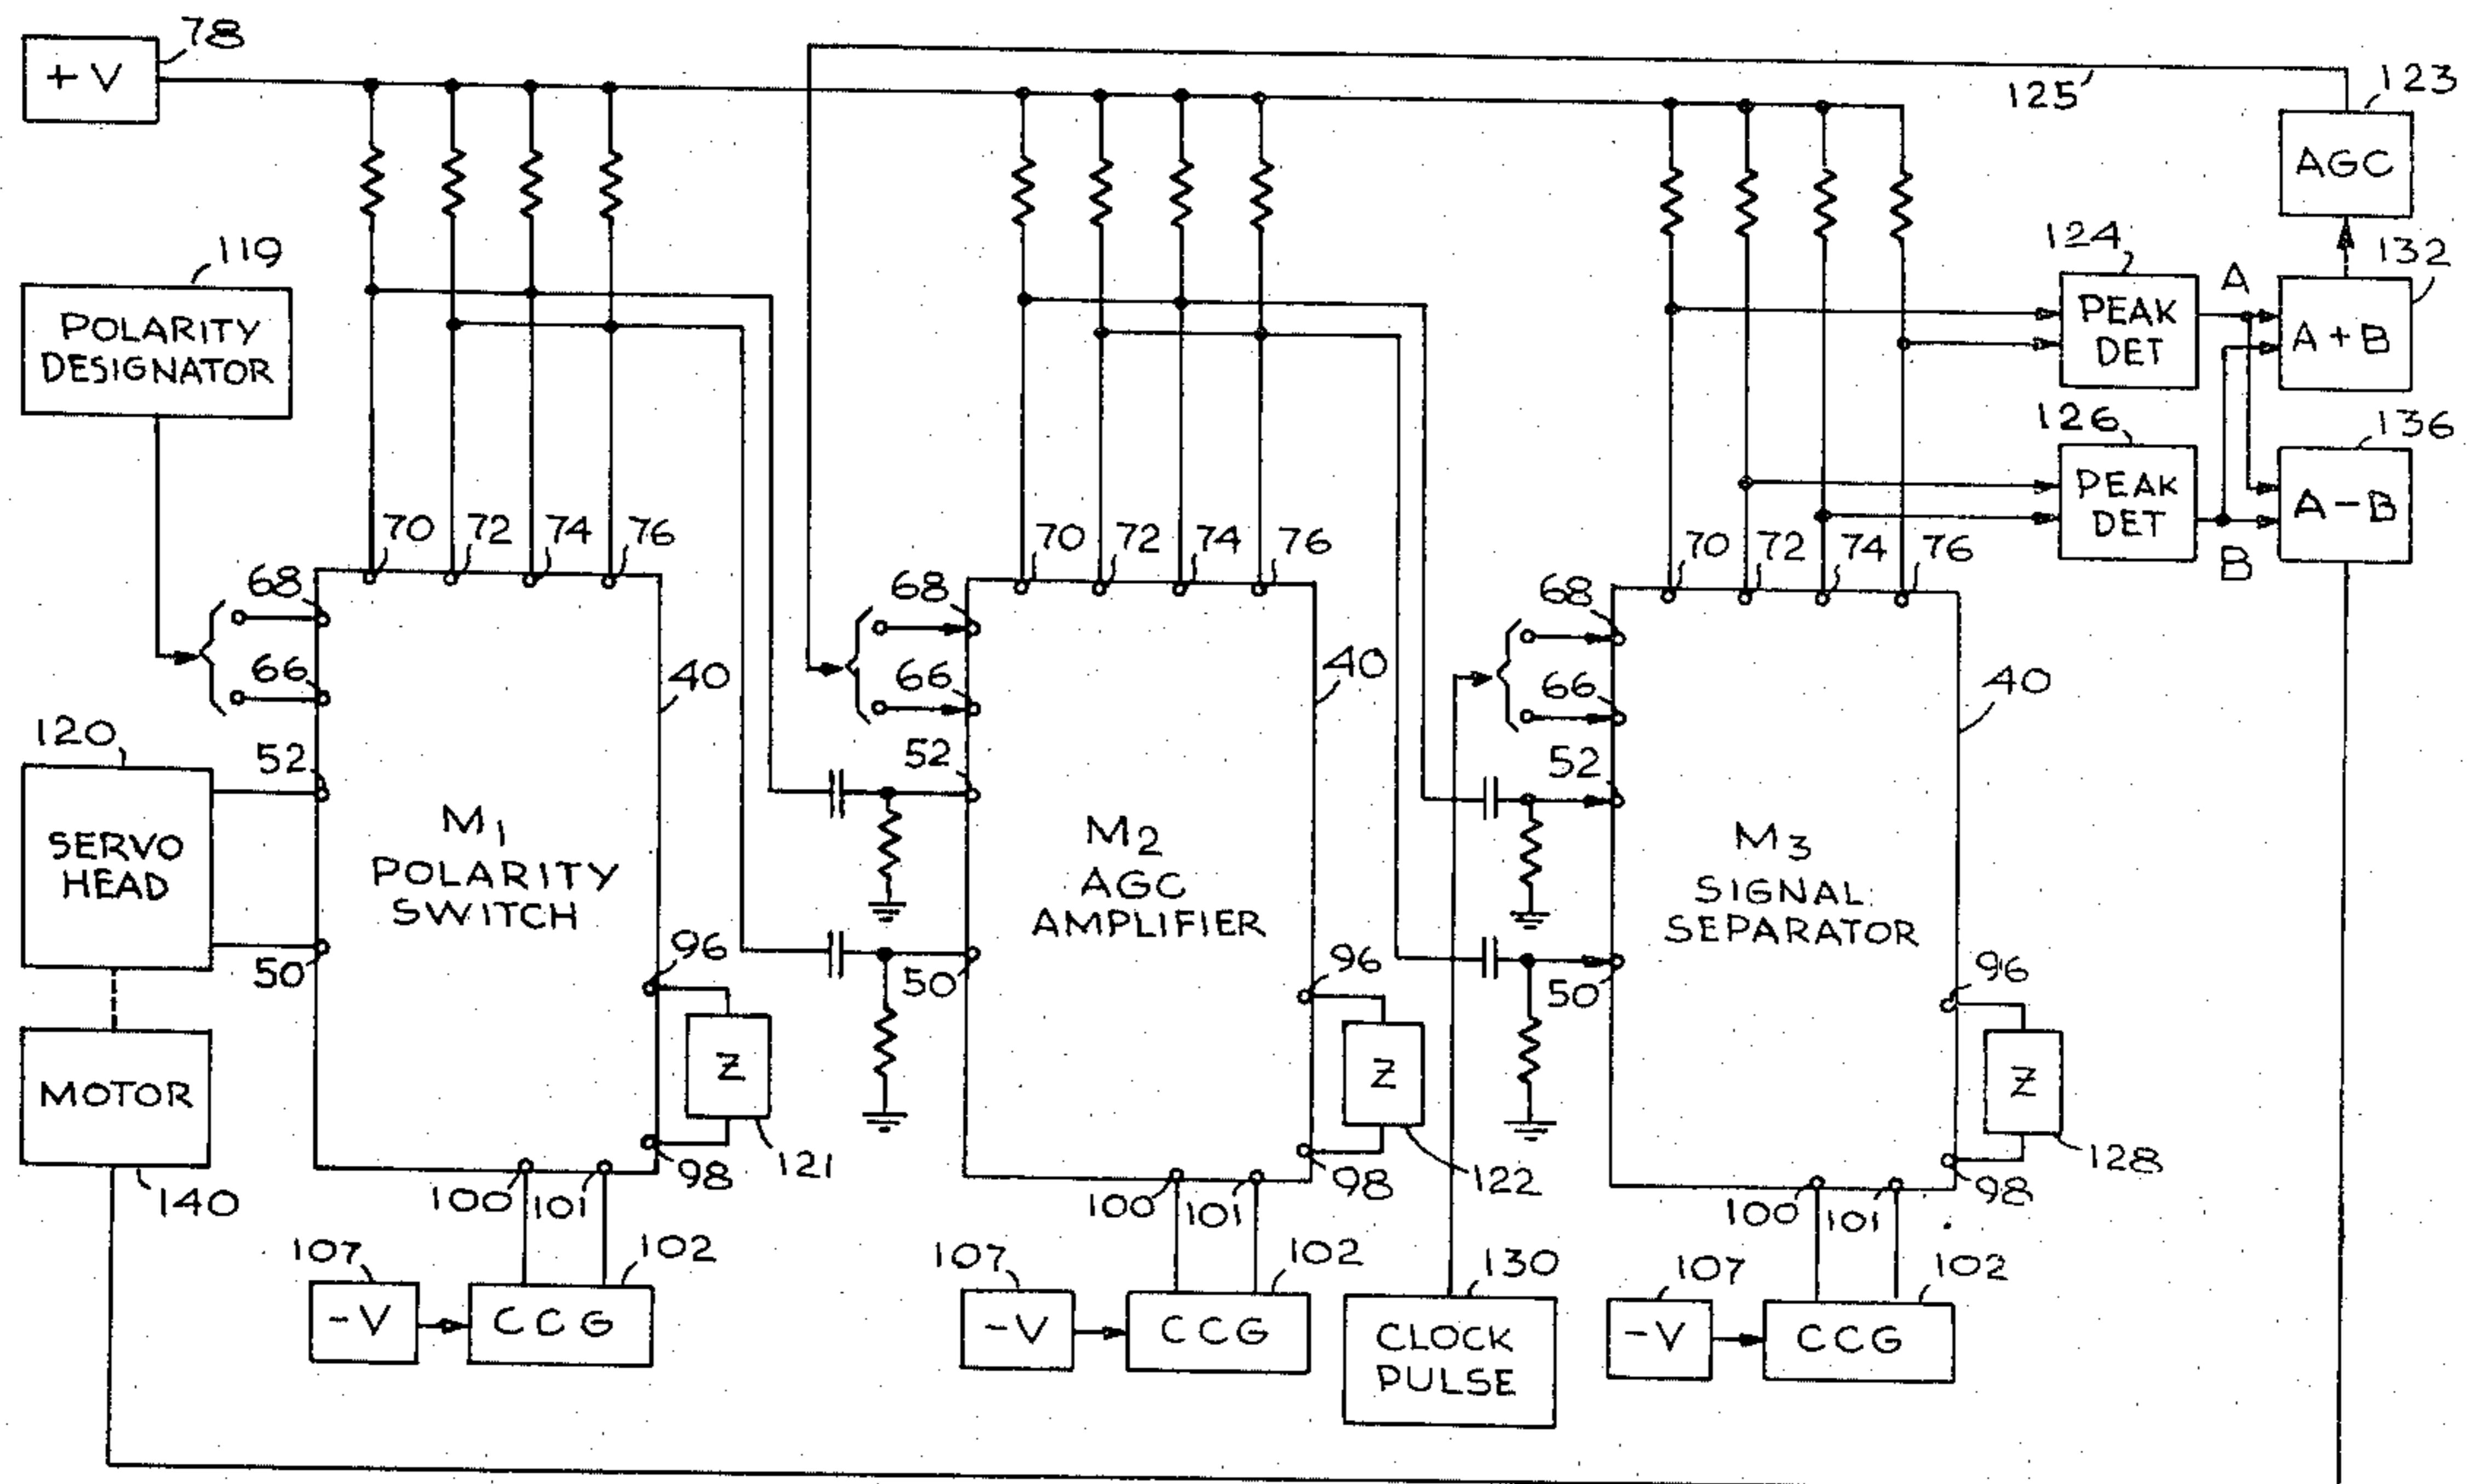 78
+V
125
123
AGC
119
POLARITY
DESIGNATOR
124
PEAK
DET
A
132
A+B
126
PEAK
DET
B
136
A-B
70
72
74
76
70
72
74
76
70
72
74
76
68
66
68
66
68
66
40
40
40
120
SERVO
HEAD
52
50
M1
POLARITY
SWITCH
52
50
M2
AGC
AMPLIFIER
52
50
M3
SIGNAL
SEPARATOR
96
Z
98
121
96
Z
98
122
96
Z
98
128
MOTOR
140
100
101
100
101
100
101
107
-V
102
CCG
107
-V
102
CCG
130
CLOCK
PULSE
107
-V
102
CCG